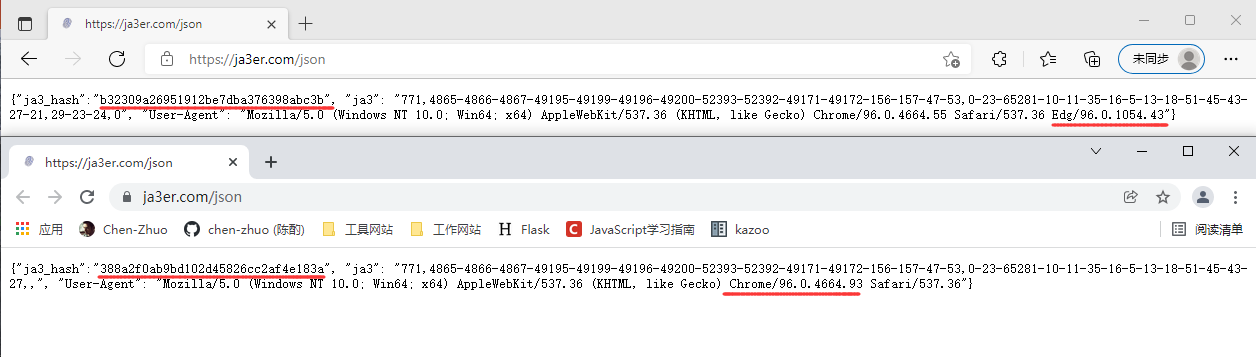 https://ja3er.com/json
https://ja3er.com/json
未同步
{"ja3_hash":"b32309a26951912be7dba376398abc3b", "ja3": "771,4865-4866-4867-49195-49199-49196-49200-52393-52392-49171-49172-156-157-47-53,0-23-65281-10-11-35-16-5-13-18-51-45-43-
27-21,29-23-24,0", "User-Agent": "Mozilla/5.0 (Windows NT 10.0; Win64; x64) AppleWebKit/537.36 (KHTML, like Gecko) Chrome/96.0.4664.55 Safari/537.36 Edg/96.0.1054.43"}
https://ja3er.com/json
ja3er.com/json
应用 Chen-Zhuo chen-zhuo (陈酌) 工具网站 工作网站 Flask JavaScript学习指南 kazoo 阅读清单
{"ja3_hash":"388a2f0ab9bd102d45826cc2af4e183a", "ja3": "771,4865-4866-4867-49195-49199-49196-49200-52393-52392-49171-49172-156-157-47-53,0-23-65281-10-11-35-16-5-13-18-51-45-43-
27,,", "User-Agent": "Mozilla/5.0 (Windows NT 10.0; Win64; x64) AppleWebKit/537.36 (KHTML, like Gecko) Chrome/96.0.4664.93 Safari/537.36"}